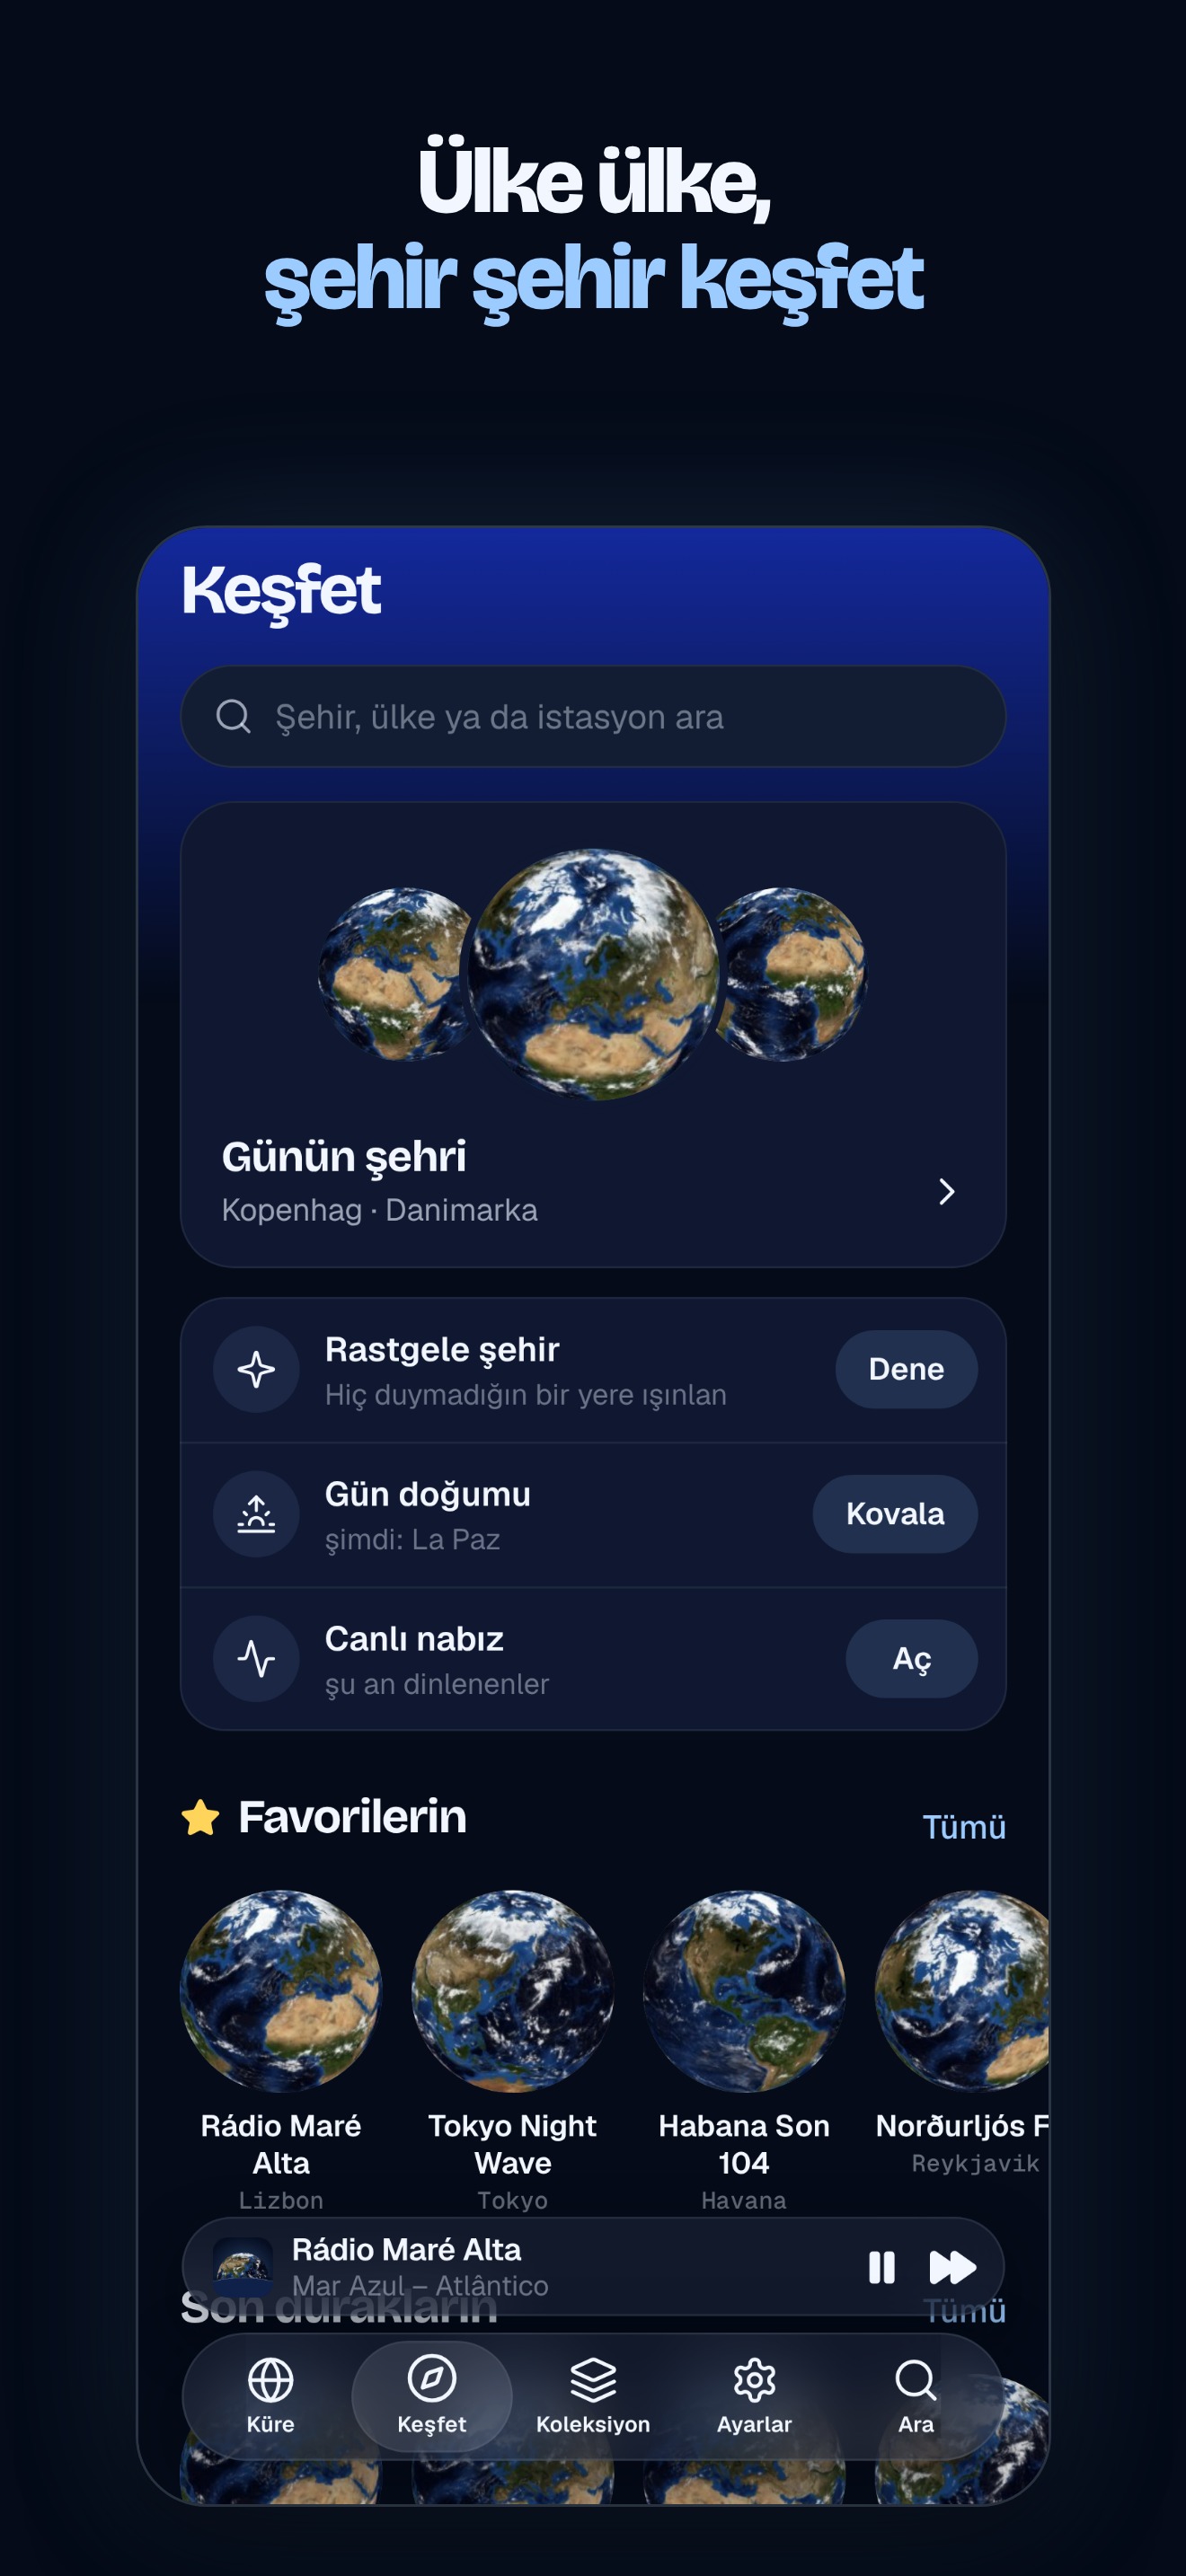 Ülke ülke,
şehir şehir keşfet
Keşfet
Şehir, ülke ya da istasyon ara
Günün şehri
Kopenhag · Danimarka
Rastgele şehir
Hiç duymadığın bir yere ışınlan
Dene
Gün doğumu
şimdi: La Paz
Kovala
Canlı nabız
şu an dinlenenler
Aç
Favorilerin
Tümü
Rádio Maré
Alta
Lizbon
Tokyo Night
Wave
Tokyo
Habana Son
104
Havana
Norðurljós F
Reykjavik
Rádio Maré Alta
Mar Azul – Atlântico
Son durakların
Tümü
Küre
Keşfet
Koleksiyon
Ayarlar
Ara